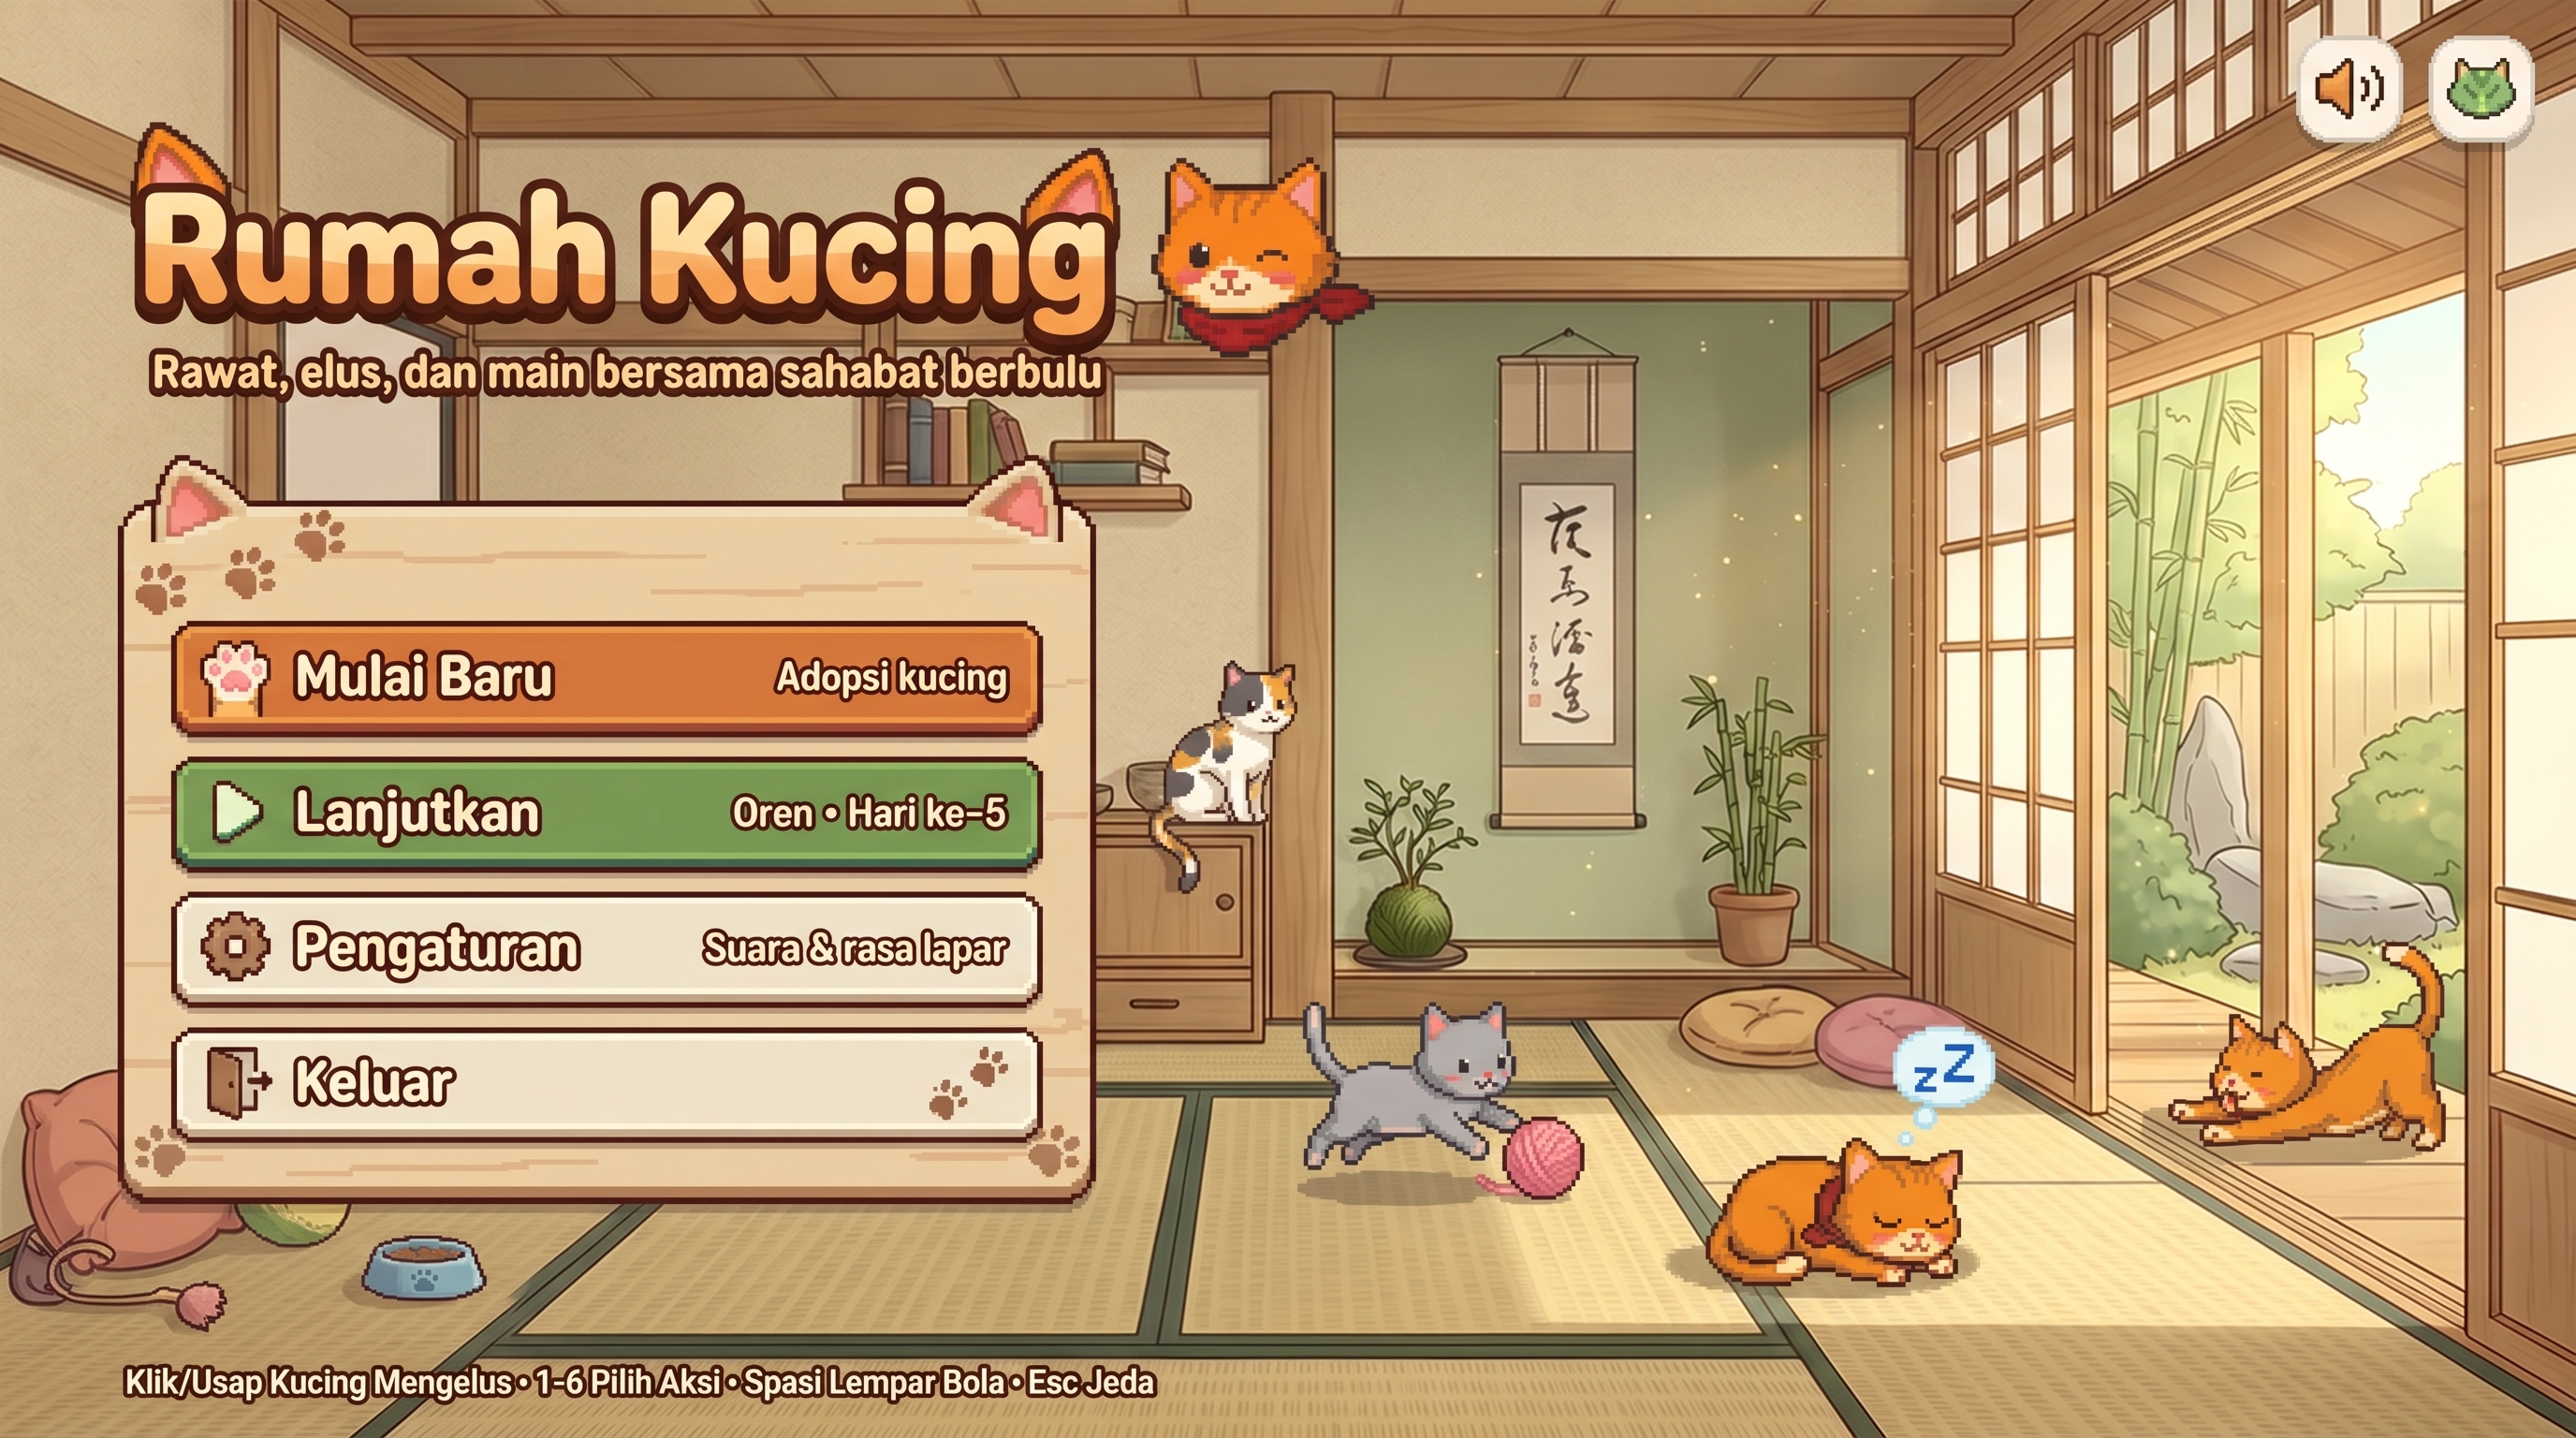 Rumah Kucing
Rawat, elus, dan main bersama sahabat berbulu
Mulai Baru Adopsi kucing
Lanjutkan Oren • Hari ke-5
Pengaturan Suara & rasa lapar
Keluar
zZ
Klik/Usap Kucing Mengelus • 1-6 Pilih Aksi • Spasi Lempar Bola • Esc Jeda